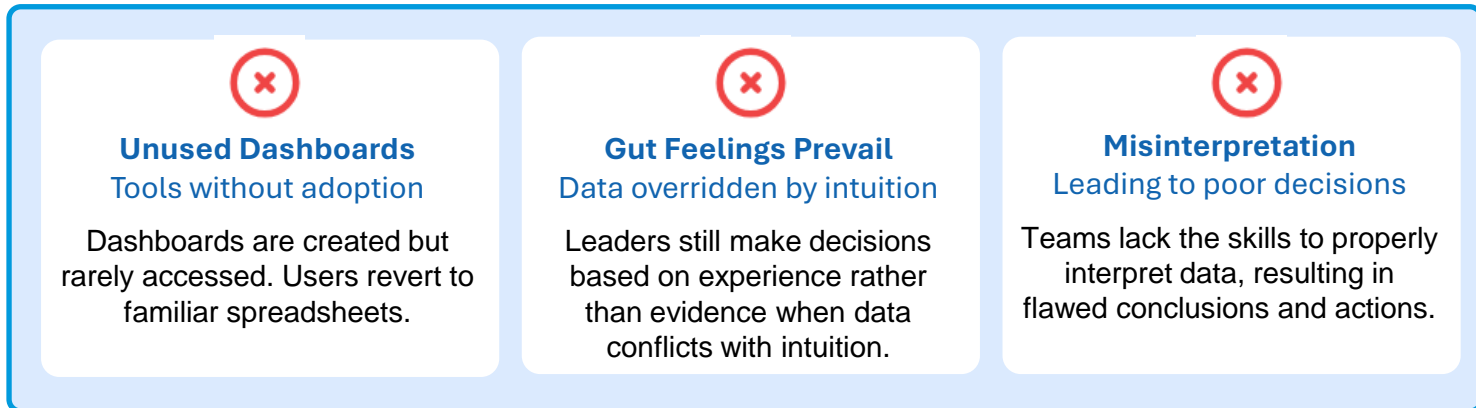 Unused Dashboards
Tools without adoption
Dashboards are created but
rarely accessed. Users revert to
familiar spreadsheets.
Gut Feelings Prevail
Data overridden by intuition
Leaders still make decisions
based on experience rather
than evidence when data
conflicts with intuition.
Misinterpretation
Leading to poor decisions
Teams lack the skills to properly
interpret data, resulting in
flawed conclusions and actions.